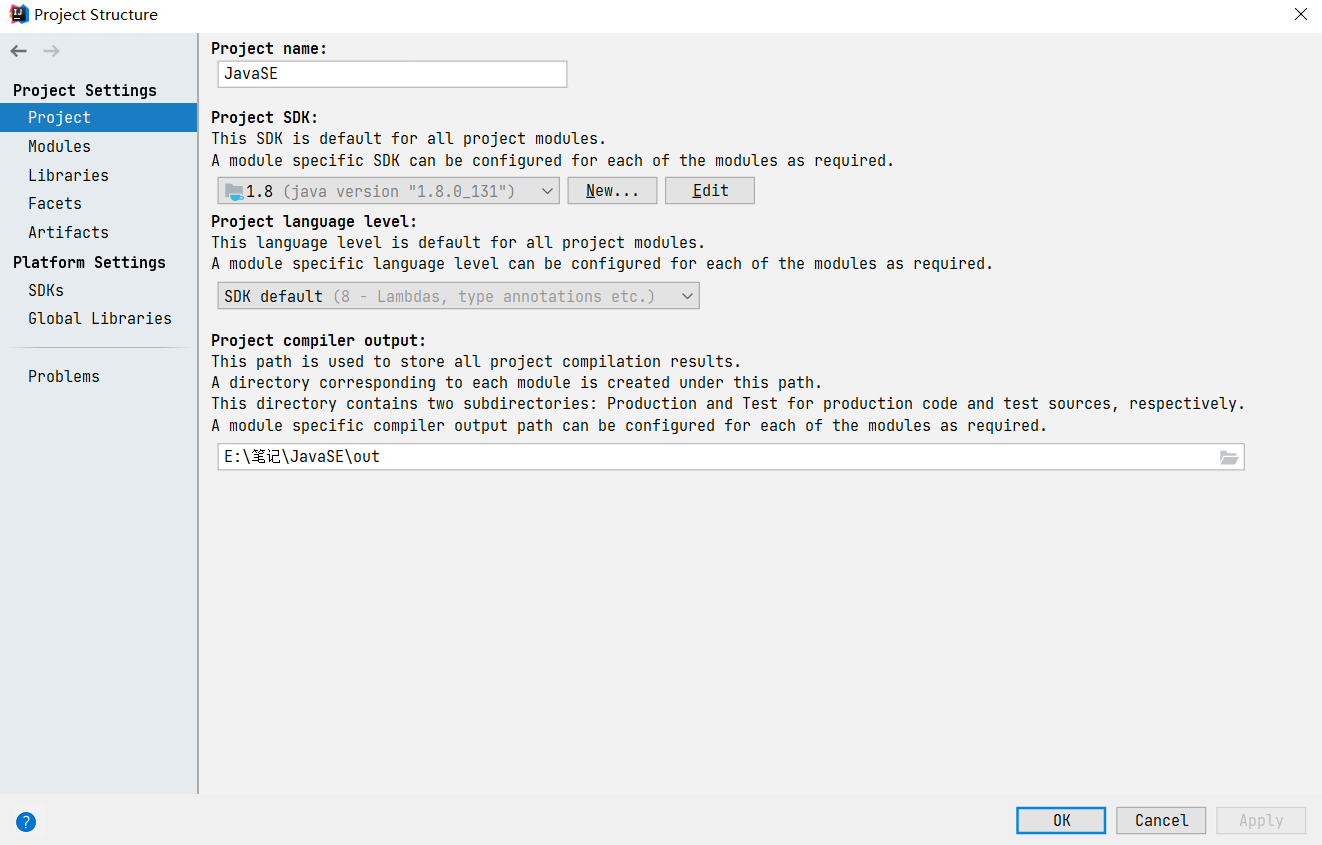 Project Structure
Project Settings
Project
Modules
Libraries
Facets
Artifacts
Platform Settings
SDKs
Global Libraries
Problems
Project name:
JavaSE
Project SDK:
This SDK is default for all project modules.
A module specific SDK can be configured for each of the modules as required.
1.8 (java version "1.8.0_131") New... Edit
Project language level:
This language level is default for all project modules.
A module specific language level can be configured for each of the modules as required.
SDK default (8 - Lambdas, type annotations etc.)
Project compiler output:
This path is used to store all project compilation results.
A directory corresponding to each module is created under this path.
This directory contains two subdirectories: Production and Test for production code and test sources, respectively.
A module specific compiler output path can be configured for each of the modules as required.
E:\笔记\JavaSE\out
? OK Cancel Apply